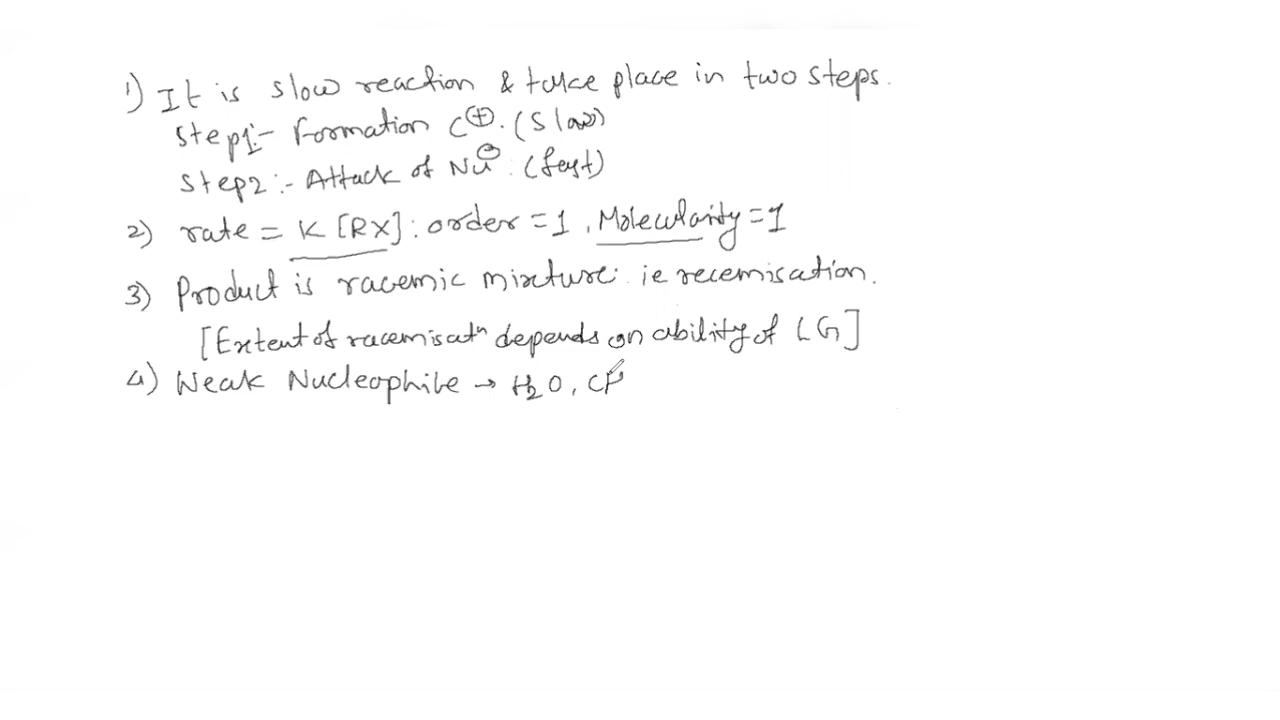 1) It is slow reaction & take place in two steps.
Step1:- Formation C⊕. (Slow)
Step2:- Attack of Nu⊖. (fast)
2) rate = K [RX] : order = 1 . Molecularity = 1
3) Product is racemic mixture. ie recemisation.
[Extent of racemisatⁿ depends on ability of LG]
4) Weak Nucleophile → H₂O,